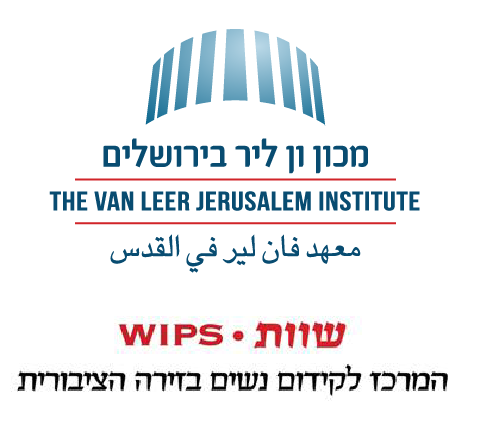 מכון ון ליר בירושלים
THE VAN LEER JERUSALEM INSTITUTE
معهد فان لير في القدس
שוות • WIPS
המרכז לקידום נשים בזירה הציבורית